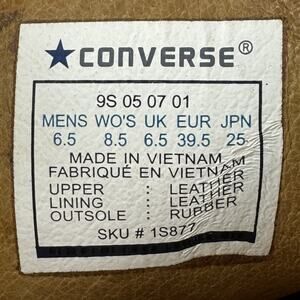 ★CONVERSE®
9S 05 07 01
MENS WO'S UK EUR JPN
6.5 8.5 6.5 39.5 25
MADE IN VIETNAM
FABRIQUÉ EN VIETNAM
UPPER : LEATHER
LINING : LEATHER
OUTSOLE : RUBBER
SKU # 1S877